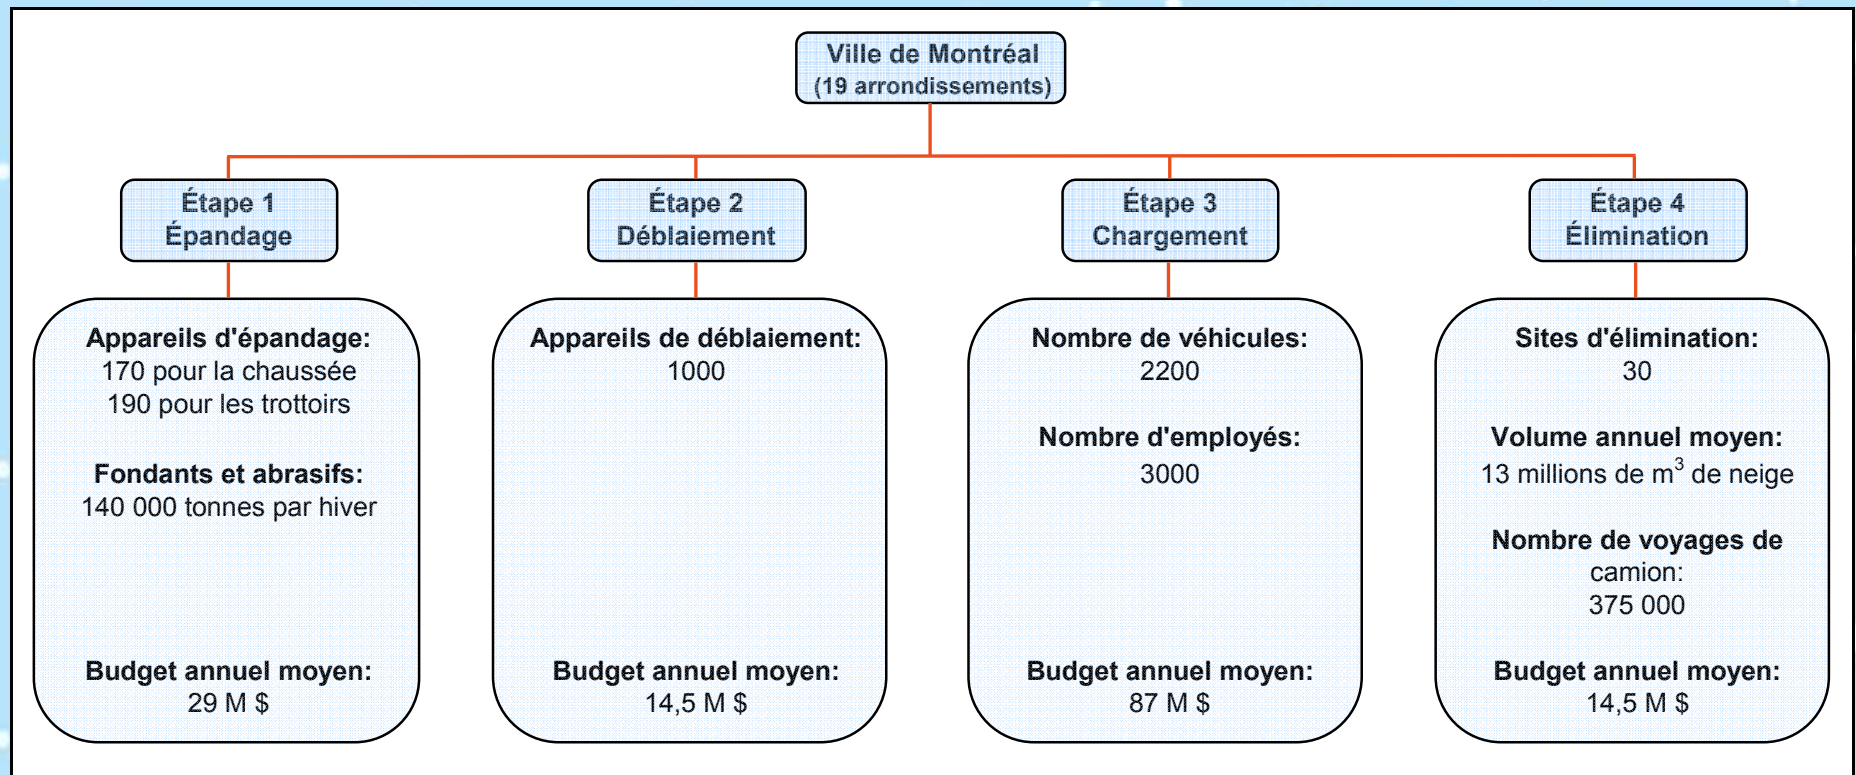 Ville de Montréal
(19 arrondissements)
Étape 1
Épandage
Appareils d'épandage:
170 pour la chaussée
190 pour les trottoirs
Fondants et abrasifs:
140 000 tonnes par hiver
Budget annuel moyen:
29 M $
Étape 2
Déblaiement
Appareils de déblaiement:
1000
Budget annuel moyen:
14,5 M $
Étape 3
Chargement
Nombre de véhicules:
2200
Nombre d'employés:
3000
Budget annuel moyen:
87 M $
Étape 4
Élimination
Sites d'élimination:
30
Volume annuel moyen:
13 millions de m³ de neige
Nombre de voyages de
camion:
375 000
Budget annuel moyen:
14,5 M $